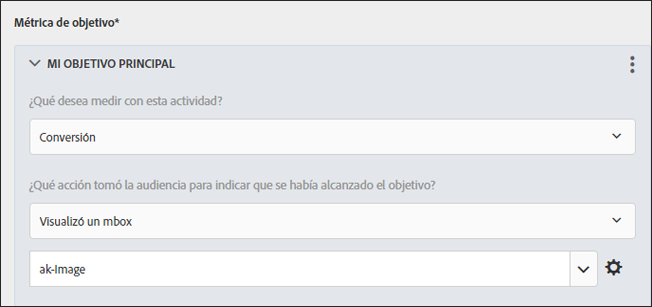 Métrica de objetivo*
MI OBJETIVO PRINCIPAL
¿Qué desea medir con esta actividad?
Conversión
¿Qué acción tomó la audiencia para indicar que se había alcanzado el objetivo?
Visualizó un mbox
ak-Image